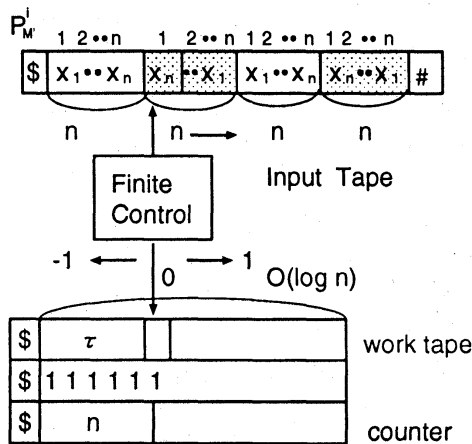 P^i_{M'}
1 2 •• n 1 2 •• n 1 2 •• n 1 2 •• n
$ x₁ •• xₙ xₙ •• x₁ x₁ •• xₙ xₙ •• x₁ #
n n n n
Finite Control
Input Tape
-1 0 1 O(log n)
$ τ work tape
$ 1 1 1 1 1 1
$ n counter